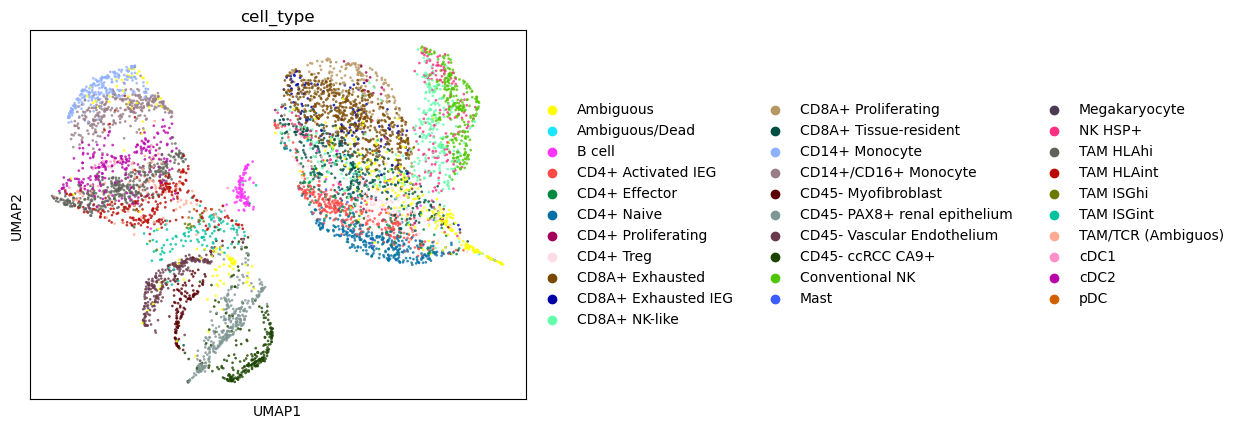 cell_type
UMAP2
UMAP1
Ambiguous
Ambiguous/Dead
B cell
CD4+ Activated IEG
CD4+ Effector
CD4+ Naive
CD4+ Proliferating
CD4+ Treg
CD8A+ Exhausted
CD8A+ Exhausted IEG
CD8A+ NK-like
CD8A+ Proliferating
CD8A+ Tissue-resident
CD14+ Monocyte
CD14+/CD16+ Monocyte
CD45- Myofibroblast
CD45- PAX8+ renal epithelium
CD45- Vascular Endothelium
CD45- ccRCC CA9+
Conventional NK
Mast
Megakaryocyte
NK HSP+
TAM HLAhi
TAM HLAint
TAM ISGhi
TAM ISGint
TAM/TCR (Ambiguos)
cDC1
cDC2
pDC